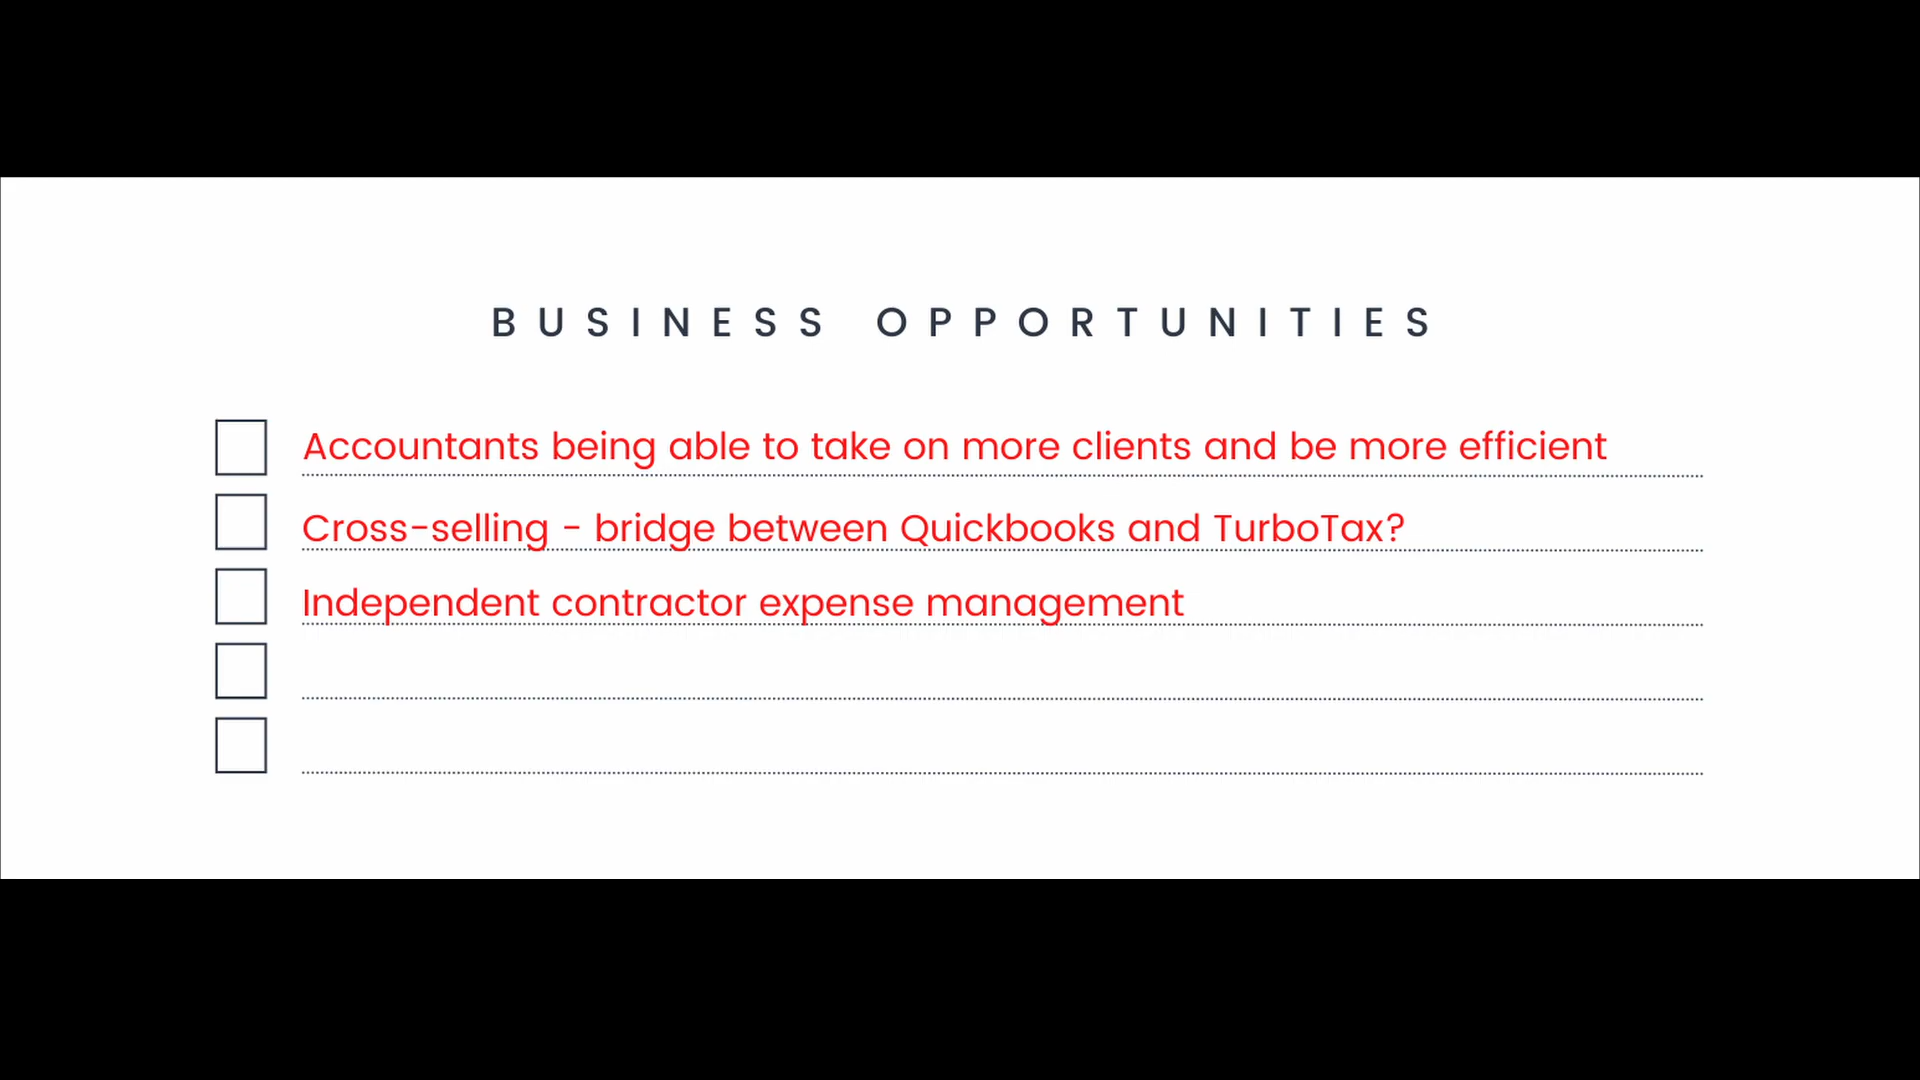 BUSINESS OPPORTUNITIES
Accountants being able to take on more clients and be more efficient
Cross-selling - bridge between Quickbooks and TurboTax?
Independent contractor expense management